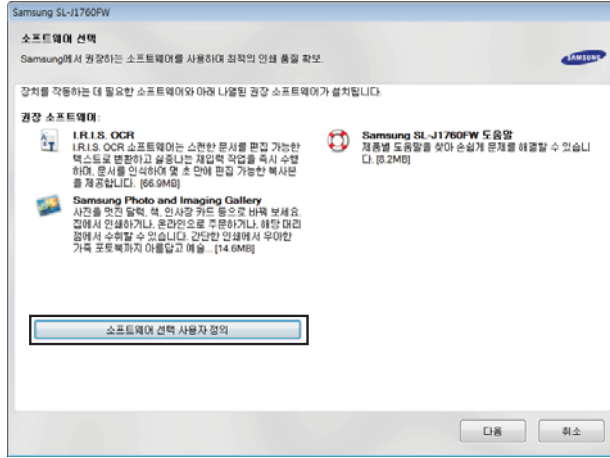 Samsung SL-J1760FW
소프트웨어 선택
Samsung에서 권장하는 소프트웨어를 사용하여 최적의 인쇄 품질 확보.
SAMSUNG
장치를 작동하는 데 필요한 소프트웨어와 아래 나열된 권장 소프트웨어가 설치됩니다.
권장 소프트웨어:
I.R.I.S. OCR
I.R.I.S. OCR 소프트웨어는 스캔한 문서를 편집 가능한
텍스트로 변환하고 싫증나는 재입력 작업을 즉시 수행
하며, 문서를 인식하여 몇 초 만에 편집 가능한 복사본
을 제공합니다. [66.9MB]
Samsung Photo and Imaging Gallery
사진을 멋진 달력, 책, 인사장 카드 등으로 바꿔 보세요.
집에서 인쇄하거나, 온라인으로 주문하거나, 해당 대리
점에서 수취할 수 있습니다. 간단한 인쇄에서 우아한
가족 포토북까지 아름답고 예술... [14.6MB]
Samsung SL-J1760FW 도움말
제품별 도움말을 찾아 손쉽게 문제를 해결할 수 있습니
다. [8.2MB]
소프트웨어 선택 사용자 정의
다음
취소